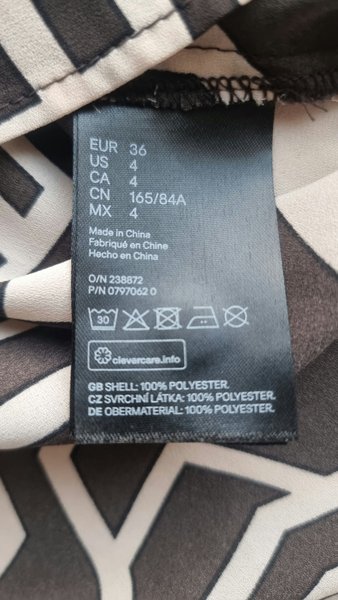 EUR 36
US 4
CA 4
CN 165/84A
MX 4
Made in China
Fabriqué en Chine
Hecho en China
O/N 238872
P/N 0797062 0
30
clevercare.info
GB SHELL: 100% POLYESTER.
CZ SVRCHNÍ LÁTKA: 100% POLYESTER.
DE OBERMATERIAL: 100% POLYESTER.